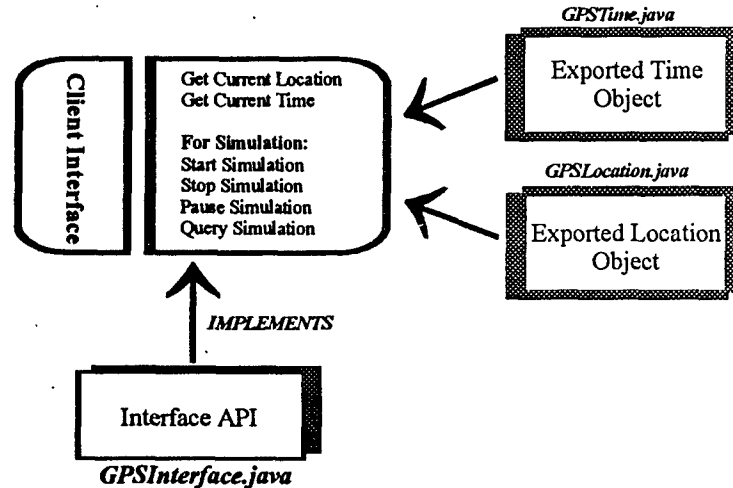 GPSTime.java
Exported Time
Object
Client Interface
Get Current Location
Get Current Time
For Simulation:
Start Simulation
Stop Simulation
Pause Simulation
Query Simulation
GPSLocation.java
Exported Location
Object
IMPLEMENTS
Interface API
GPSInterface.java